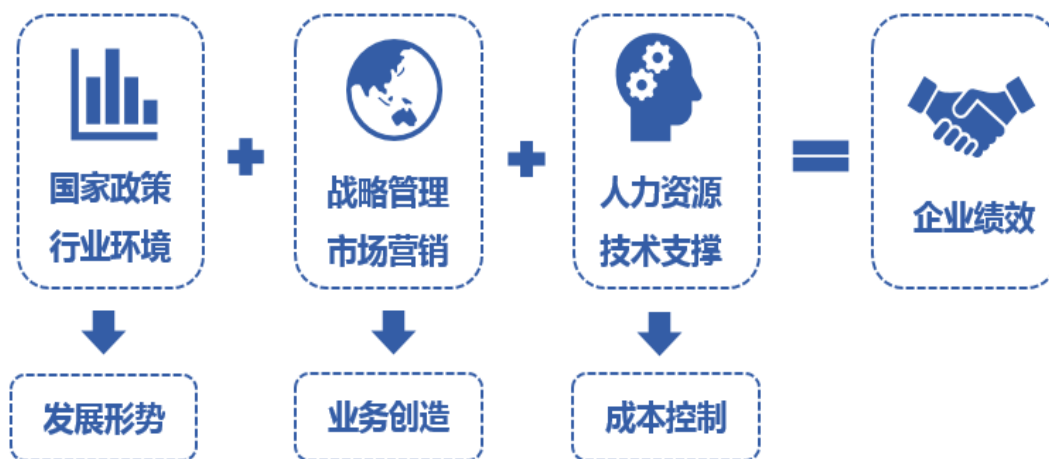 国家政策
行业环境
战略管理
市场营销
人力资源
技术支撑
企业绩效
发展形势
业务创造
成本控制